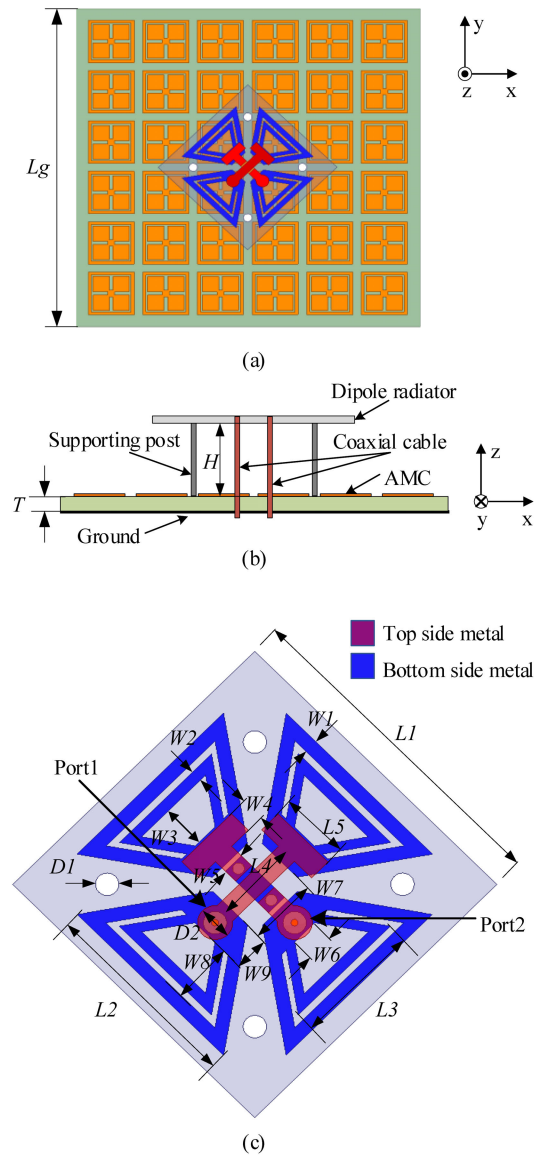 y
x
z
Lg
(a)
Dipole radiator
Supporting post
H
Coaxial cable
AMC
T
Ground
z
x
y
(b)
Top side metal
Bottom side metal
W1
L1
W2
Port1
W4
W3
L5
L4
W5
D1
W7
D2
Port2
W6
W8
W9
L2
L3
(c)